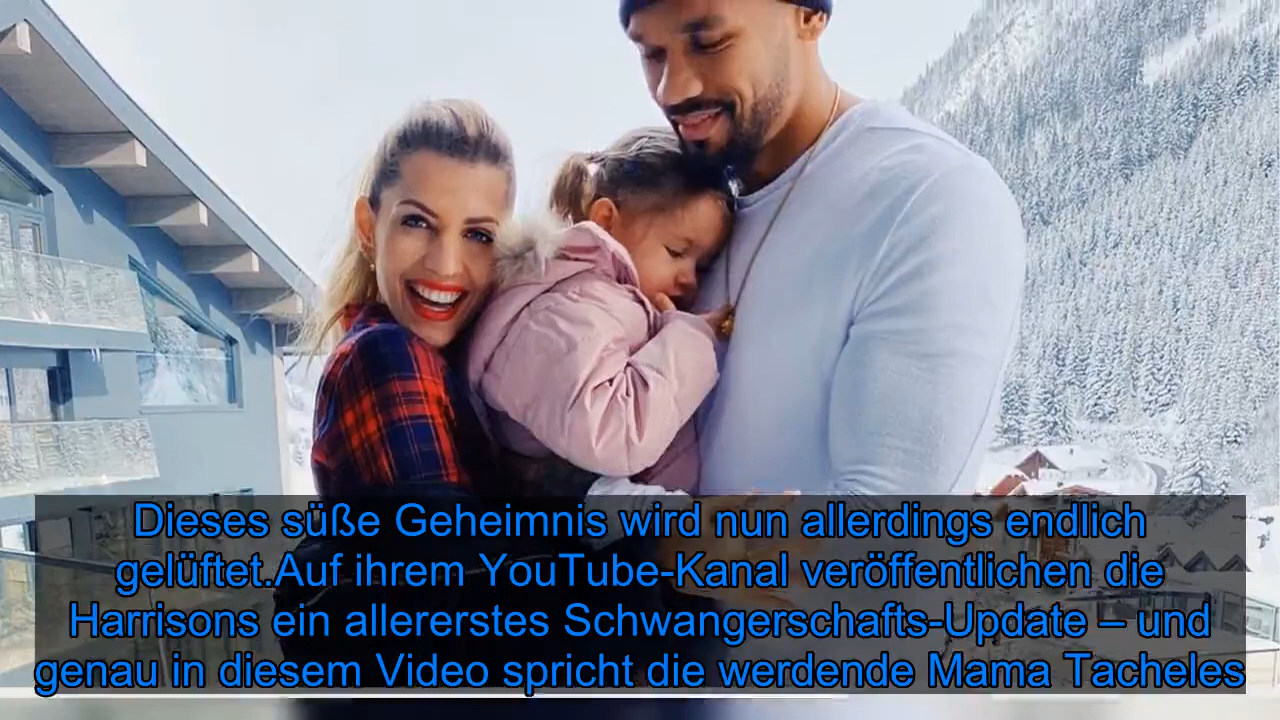 Dieses süße Geheimnis wird nun allerdings endlich
gelüftet.Auf ihrem YouTube-Kanal veröffentlichen die
Harrisons ein allererstes Schwangerschafts-Update – und
genau in diesem Video spricht die werdende Mama Tacheles